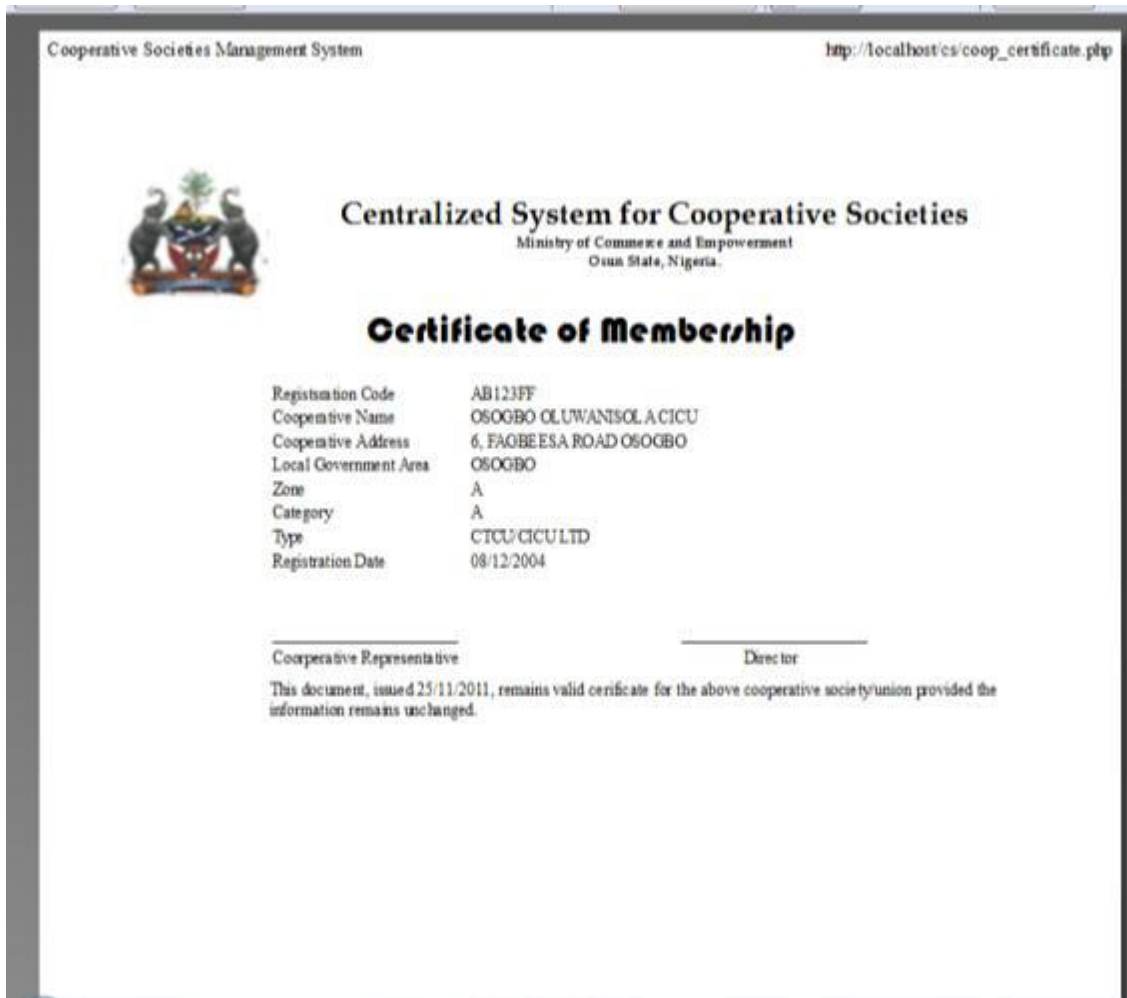 Cooperative Societies Management System
http://localhost/cs/coop_certificate.php
Centralized System for Cooperative Societies
Ministry of Commerce and Empowerment
Osun State, Nigeria.
Certificate of Membership
Registration Code AB123FF
Cooperative Name OSOGBO OLUWANISOLA CICU
Cooperative Address 6, FAGBEESA ROAD OSOGBO
Local Government Area OSOGBO
Zone A
Category A
Type CTCU/CICU LTD
Registration Date 08/12/2004
Coorperative Representative Director
This document, issued 25/11/2011, remains valid cerificate for the above cooperative society/union provided the
information remains unchanged.